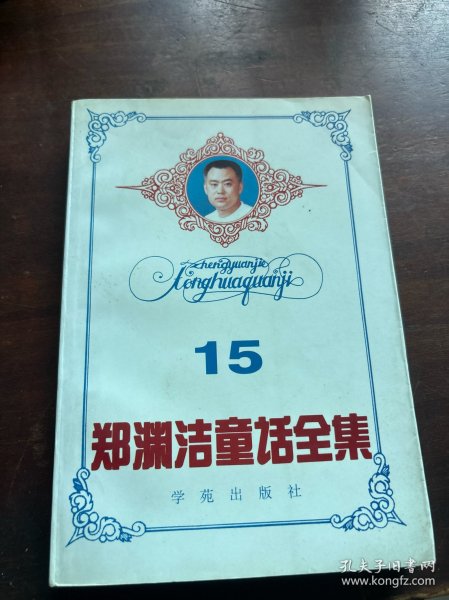 Zhengyuanjie
tonghuaquanji
15
郑渊洁童话全集
学苑出版社
孔夫子旧书网
www.kongfz.com